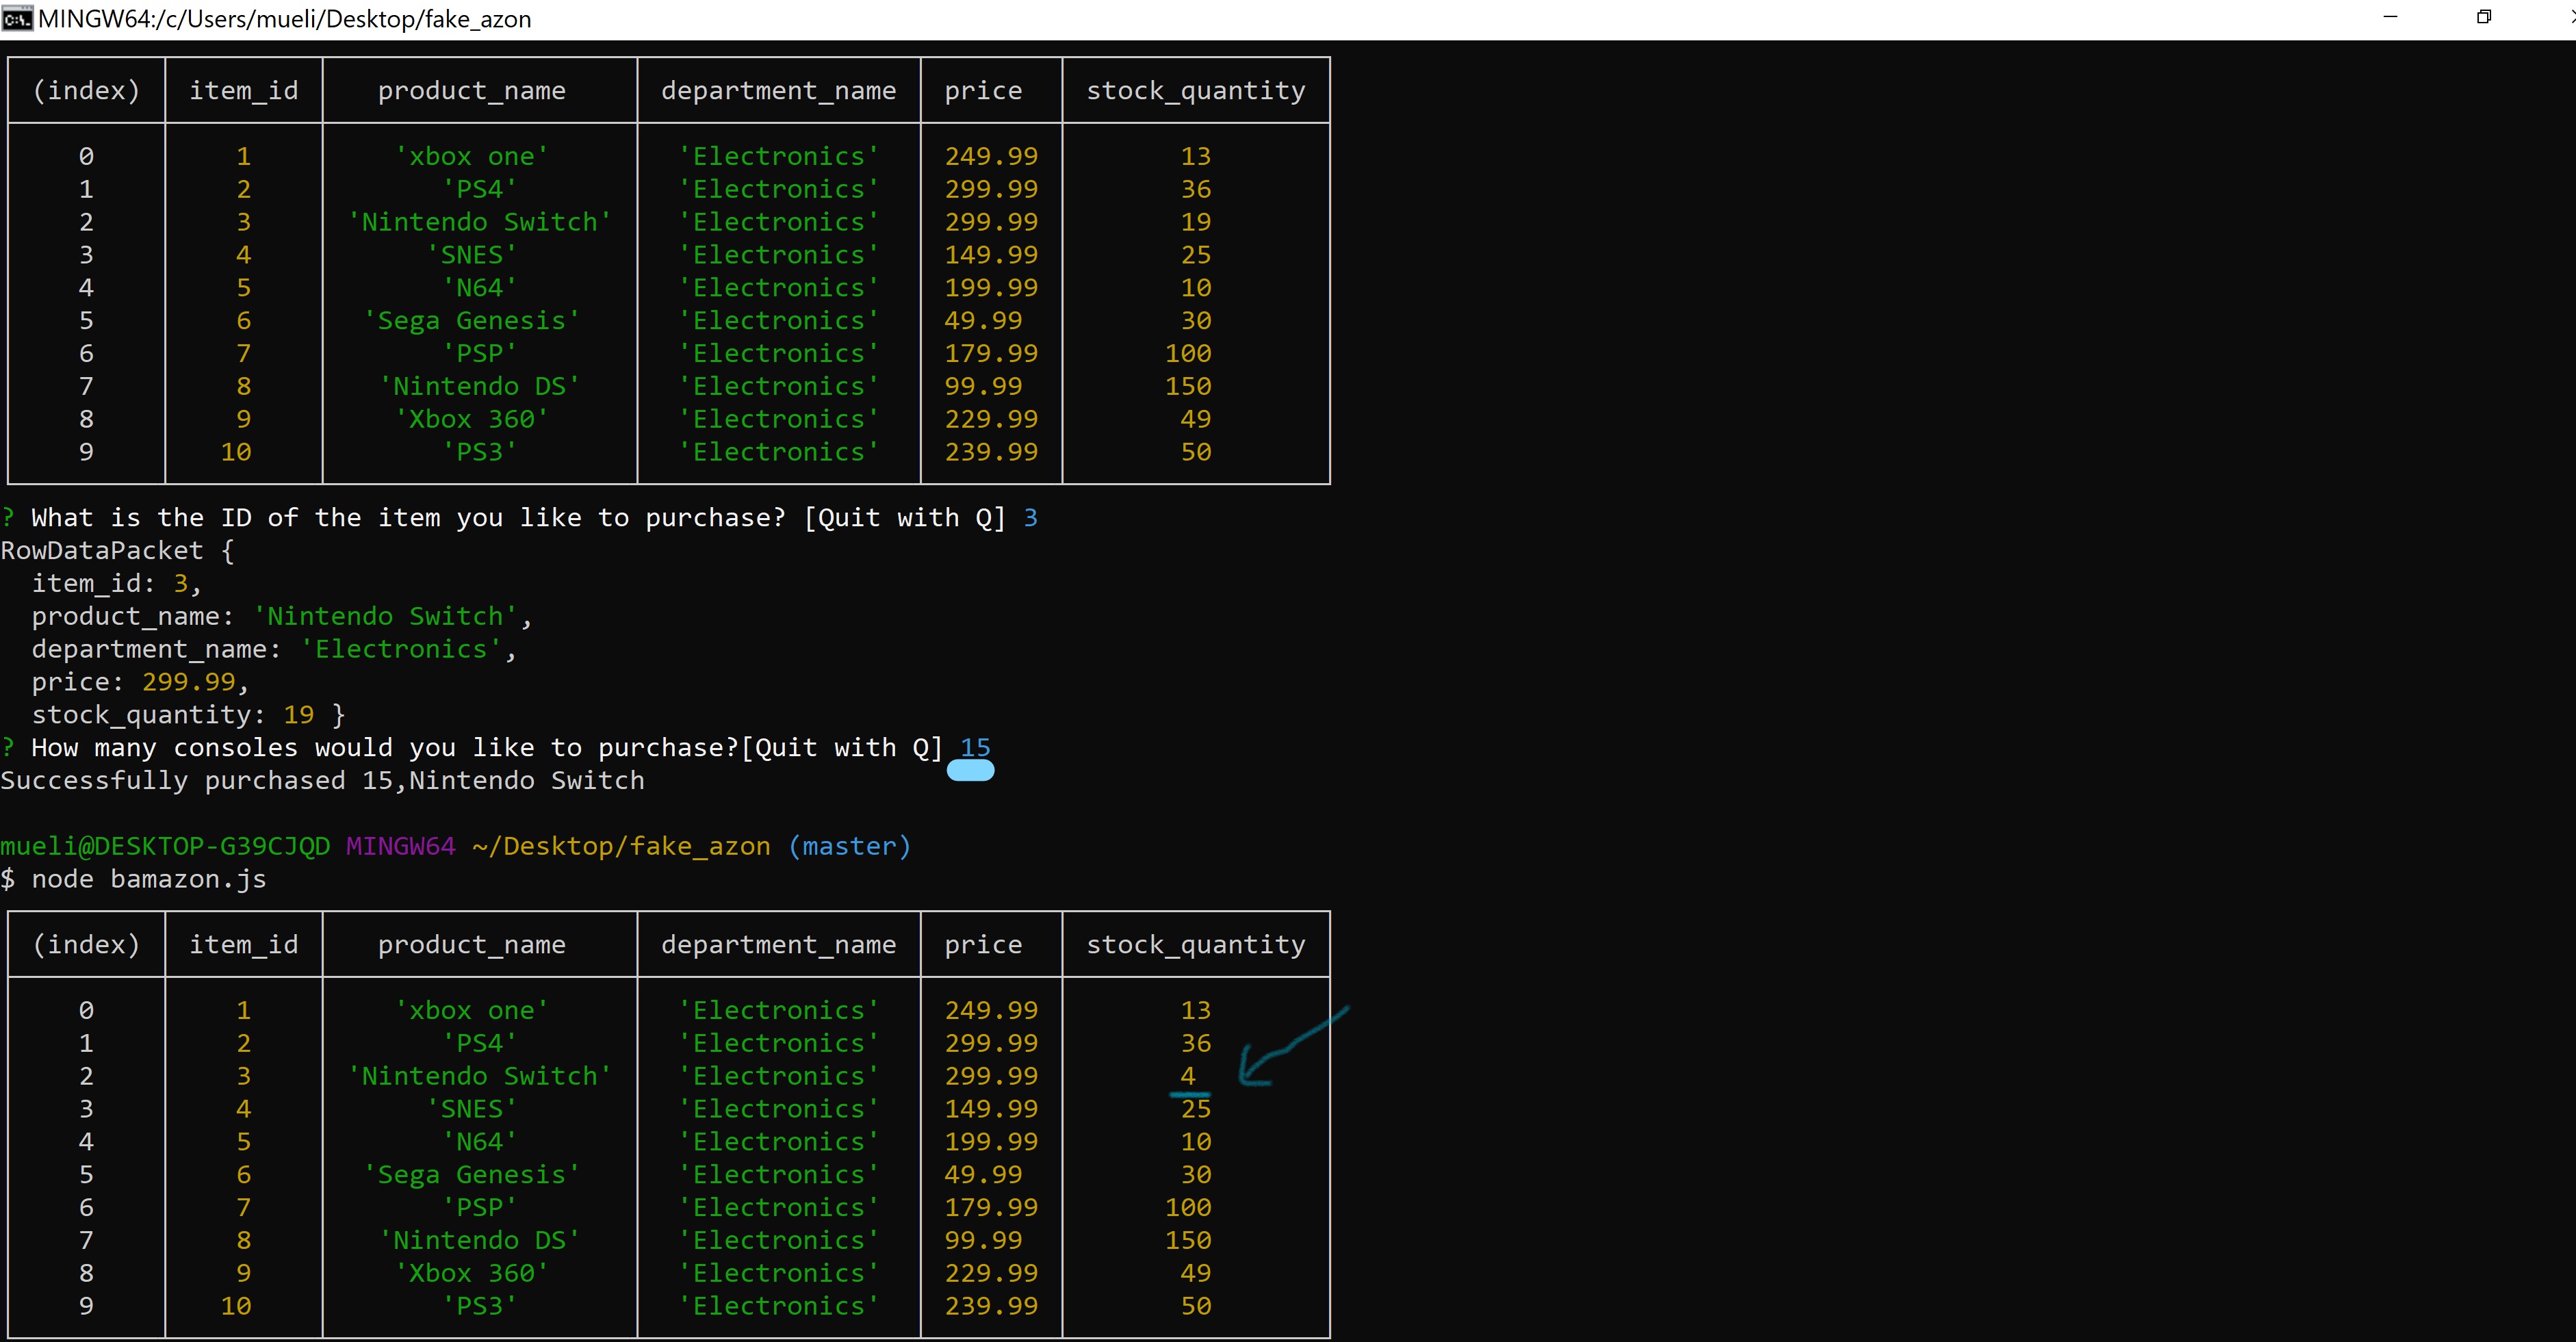 MINGW64:/c/Users/mueli/Desktop/fake_azon
(index) item_id product_name department_name price stock_quantity
0 1 'xbox one' 'Electronics' 249.99 13
1 2 'PS4' 'Electronics' 299.99 36
2 3 'Nintendo Switch' 'Electronics' 299.99 19
3 4 'SNES' 'Electronics' 149.99 25
4 5 'N64' 'Electronics' 199.99 10
5 6 'Sega Genesis' 'Electronics' 49.99 30
6 7 'PSP' 'Electronics' 179.99 100
7 8 'Nintendo DS' 'Electronics' 99.99 150
8 9 'Xbox 360' 'Electronics' 229.99 49
9 10 'PS3' 'Electronics' 239.99 50
? What is the ID of the item you like to purchase? [Quit with Q] 3
RowDataPacket {
item_id: 3,
product_name: 'Nintendo Switch',
department_name: 'Electronics',
price: 299.99,
stock_quantity: 19 }
? How many consoles would you like to purchase?[Quit with Q] 15
Successfully purchased 15,Nintendo Switch
mueli@DESKTOP-G39CJQD MINGW64 ~/Desktop/fake_azon (master)
$ node bamazon.js
(index) item_id product_name department_name price stock_quantity
0 1 'xbox one' 'Electronics' 249.99 13
1 2 'PS4' 'Electronics' 299.99 36
2 3 'Nintendo Switch' 'Electronics' 299.99 4
3 4 'SNES' 'Electronics' 149.99 25
4 5 'N64' 'Electronics' 199.99 10
5 6 'Sega Genesis' 'Electronics' 49.99 30
6 7 'PSP' 'Electronics' 179.99 100
7 8 'Nintendo DS' 'Electronics' 99.99 150
8 9 'Xbox 360' 'Electronics' 229.99 49
9 10 'PS3' 'Electronics' 239.99 50